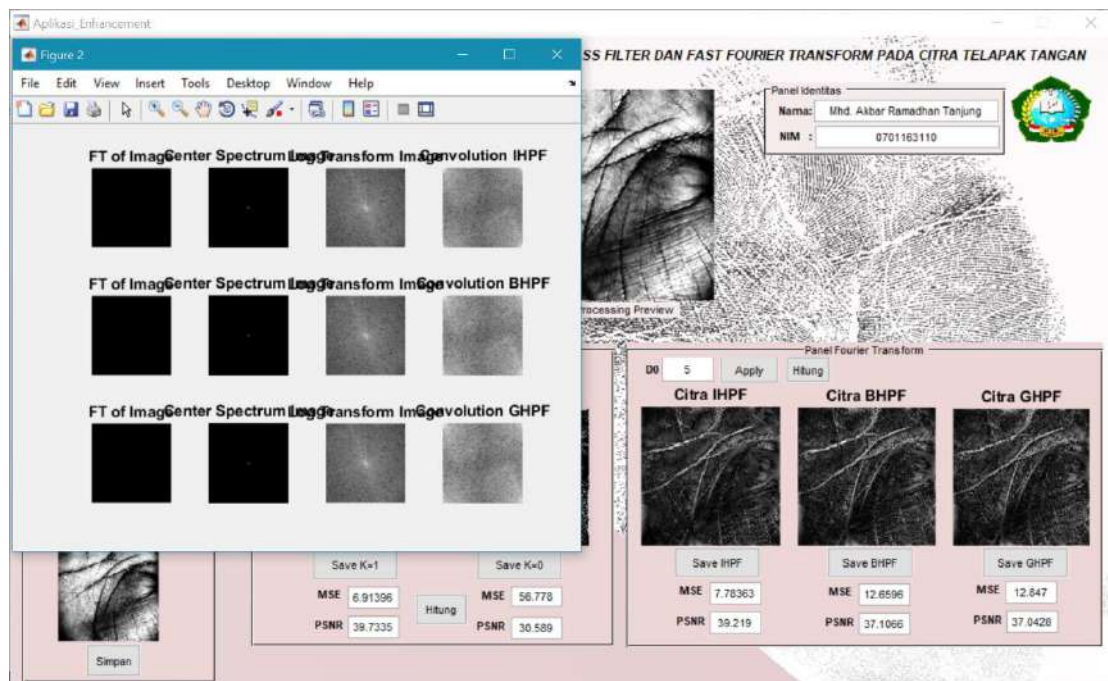 Aplikasi_Enhancement
Figure 2
SS FILTER DAN FAST FOURIER TRANSFORM PADA CITRA TELAPAK TANGAN
File Edit View Insert Tools Desktop Window Help
Panel Identitas
Nama: Mhd. Akbar Ramadhan Tanjung
NIM : 0701163110
FT of Image Center Spectrum Image Log Transform Image Convolution IHPF
FT of Image Center Spectrum Image Log Transform Image Convolution BHPF
rocessing Preview
Panel Fourier Transform
D0 5 Apply Hitung
Citra IHPF Citra BHPF Citra GHPF
FT of Image Center Spectrum Image Log Transform Image Convolution GHPF
Save K=1 Save K=0 Save IHPF Save BHPF Save GHPF
MSE 6.91396 MSE 56.778 MSE 7.78363 MSE 12.6596 MSE 12.847
Hitung
PSNR 39.7335 PSNR 30.589 PSNR 39.219 PSNR 37.1066 PSNR 37.0428
Simpan